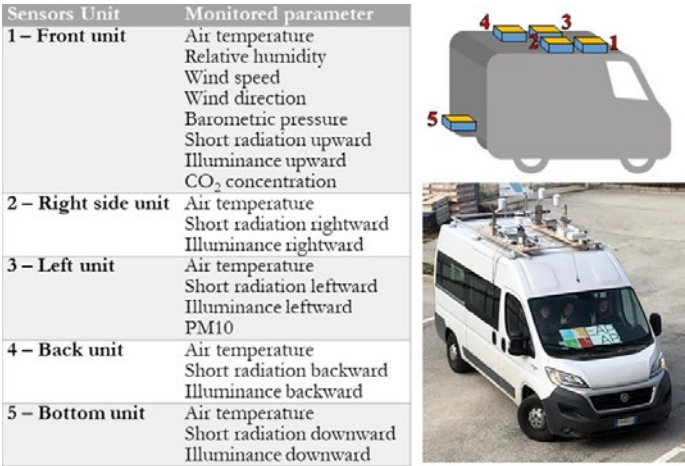 Sensors Unit Monitored parameter
1 – Front unit Air temperature
Relative humidity
Wind speed
Wind direction
Barometric pressure
Short radiation upward
Illuminance upward
CO₂ concentration
2 – Right side unit Air temperature
Short radiation rightward
Illuminance rightward
3 – Left unit Air temperature
Short radiation leftward
Illuminance leftward
PM10
4 – Back unit Air temperature
Short radiation backward
Illuminance backward
5 – Bottom unit Air temperature
Short radiation downward
Illuminance downward
4 3
2 1
5